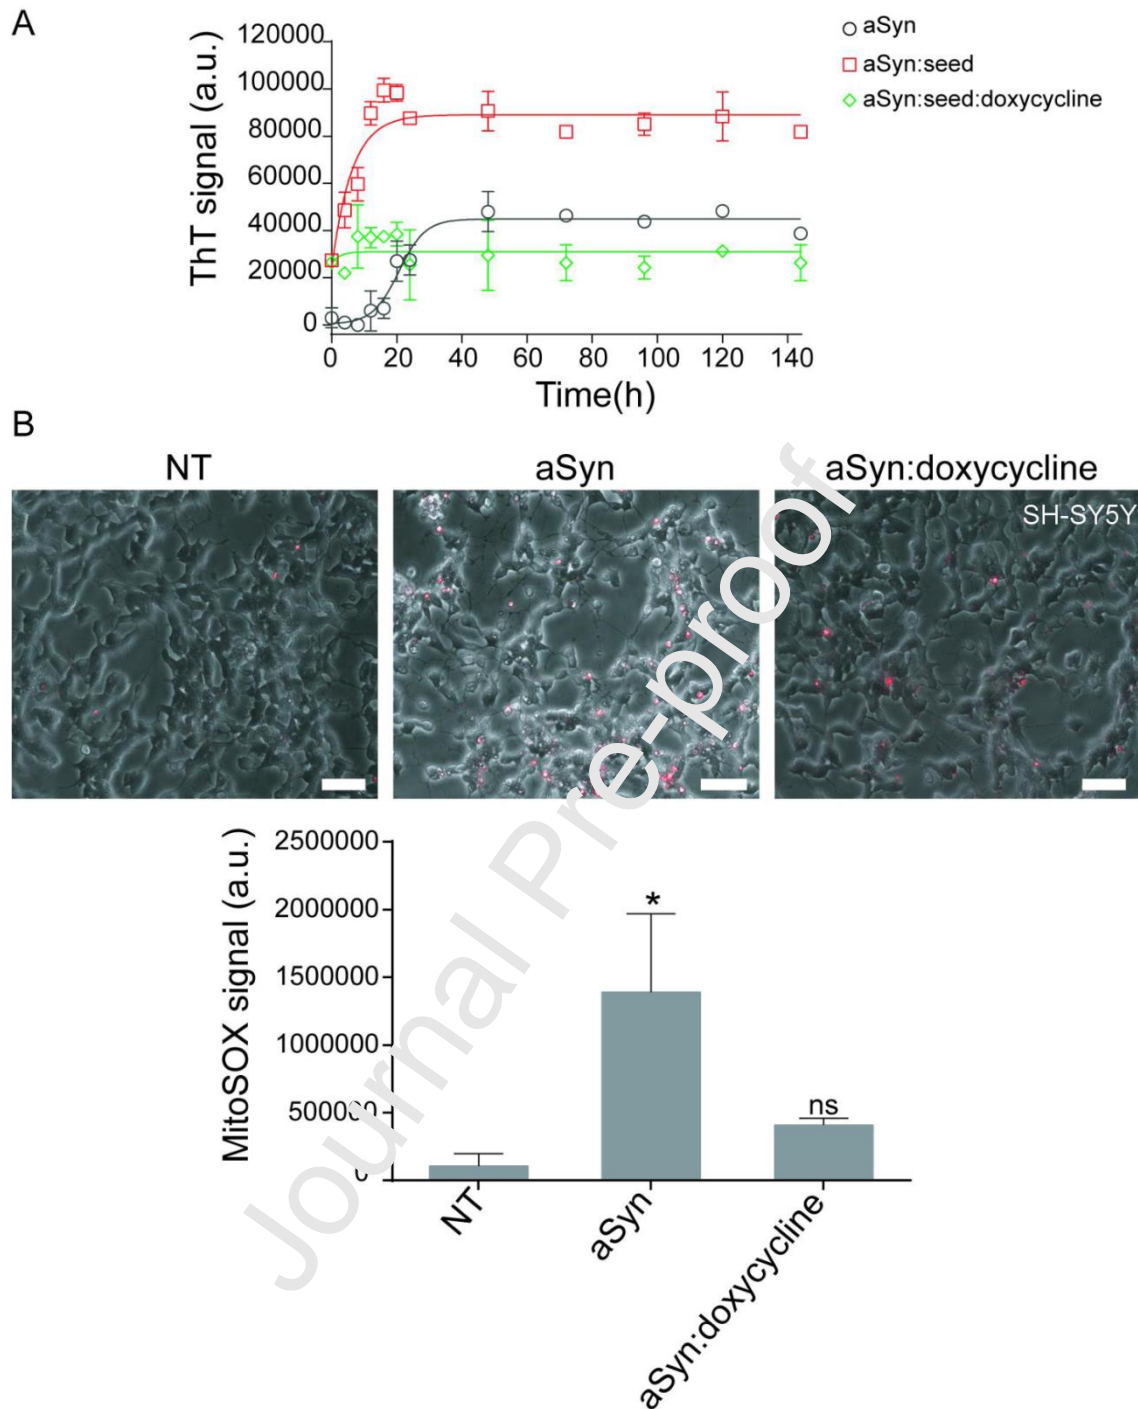 A
ThT signal (a.u.)
120000
100000
80000
60000
40000
20000
0
0 20 40 60 80 100 120 140
Time(h)
aSyn
aSyn:seed
aSyn:seed:doxycycline
B
NT aSyn aSyn:doxycycline
SH-SY5Y
Journal Pre-proof
MitoSOX signal (a.u.)
2500000
2000000
1500000
1000000
500000
0
*
ns
NT
aSyn
aSyn:doxycycline